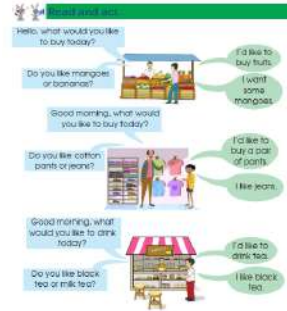 Read and act
Hello, what would you like
to buy today?
I'd like to
buy fruits.
Do you like mangoes
or bananas?
I want
some
mangoes.
Good morning, what would
you like to buy today?
I'd like to
buy a pair
of pants.
Do you like cotton
pants or jeans?
I like jeans.
Good morning, what
would you like to drink
today?
I'd like to
drink tea.
Do you like black
tea or milk tea?
I like black
tea.